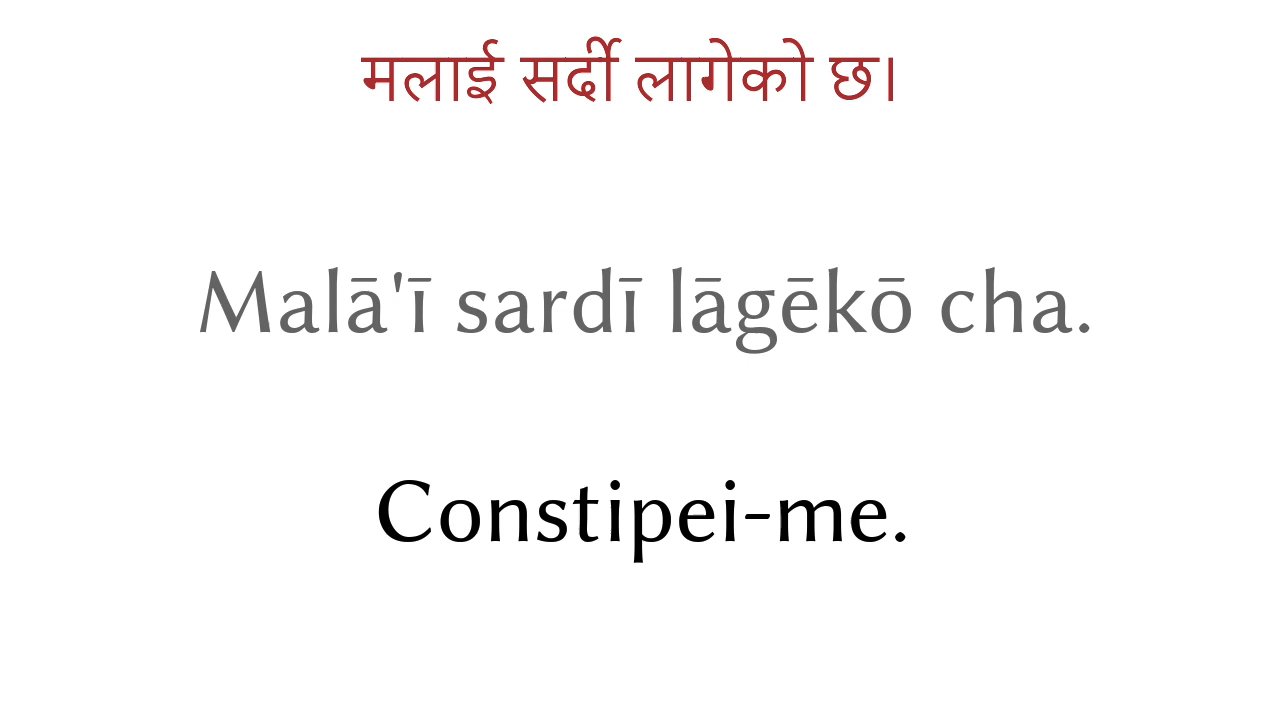 मलाई सर्दी लागेको छ।
Malā'ī sardī lāgēkō cha.
Constipei-me.